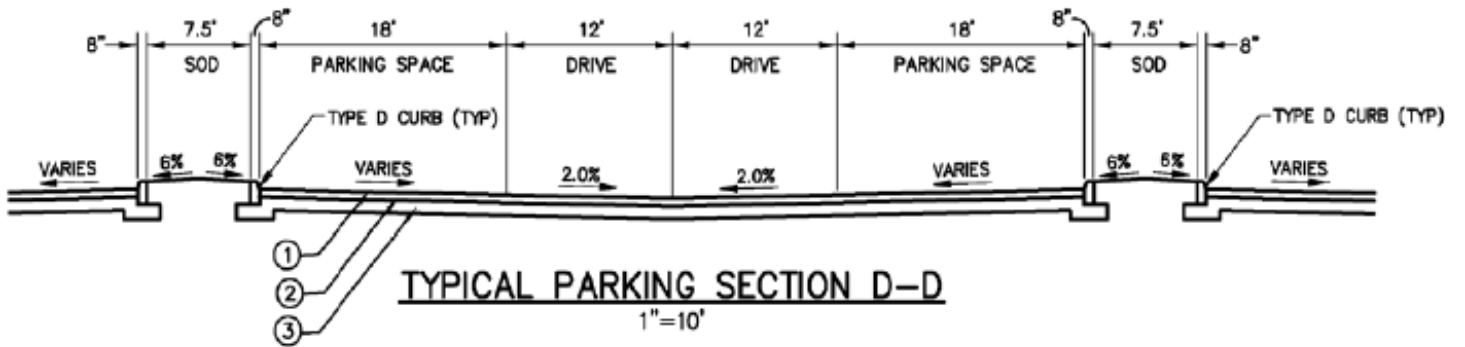 8" 7.5' 8" 18' 12' 12' 18' 8" 7.5' 8"
SOD PARKING SPACE DRIVE DRIVE PARKING SPACE SOD
TYPE D CURB (TYP) TYPE D CURB (TYP)
VARIES 6% 6% VARIES 2.0% 2.0% VARIES 6% 6% VARIES
1
2
3
TYPICAL PARKING SECTION D-D
1"=10'